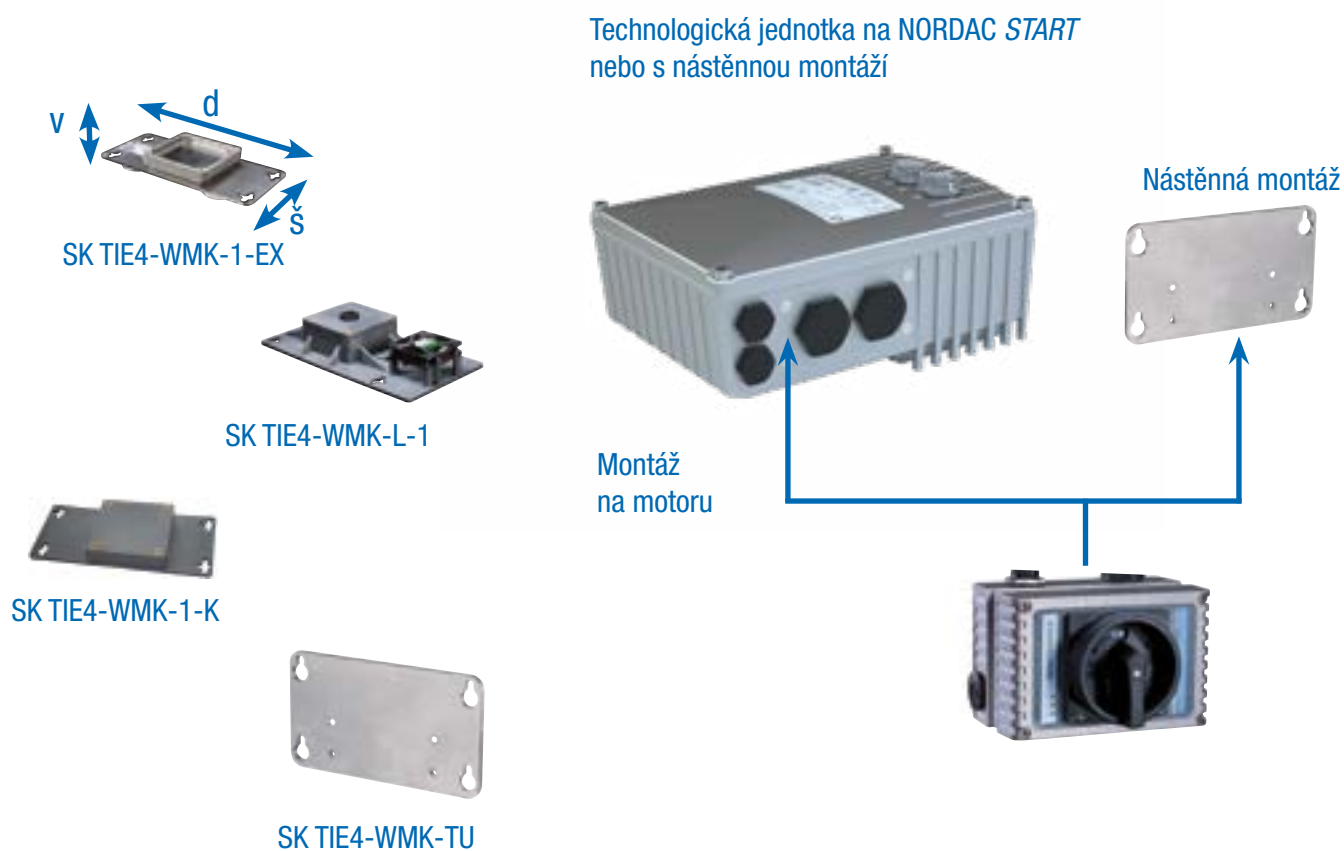 Technologická jednotka na NORDAC START
nebo s nástěnnou montáží
v
d
š
SK TIE4-WMK-1-EX
SK TIE4-WMK-L-1
SK TIE4-WMK-1-K
SK TIE4-WMK-TU
Nástěnná montáž
Montáž
na motoru